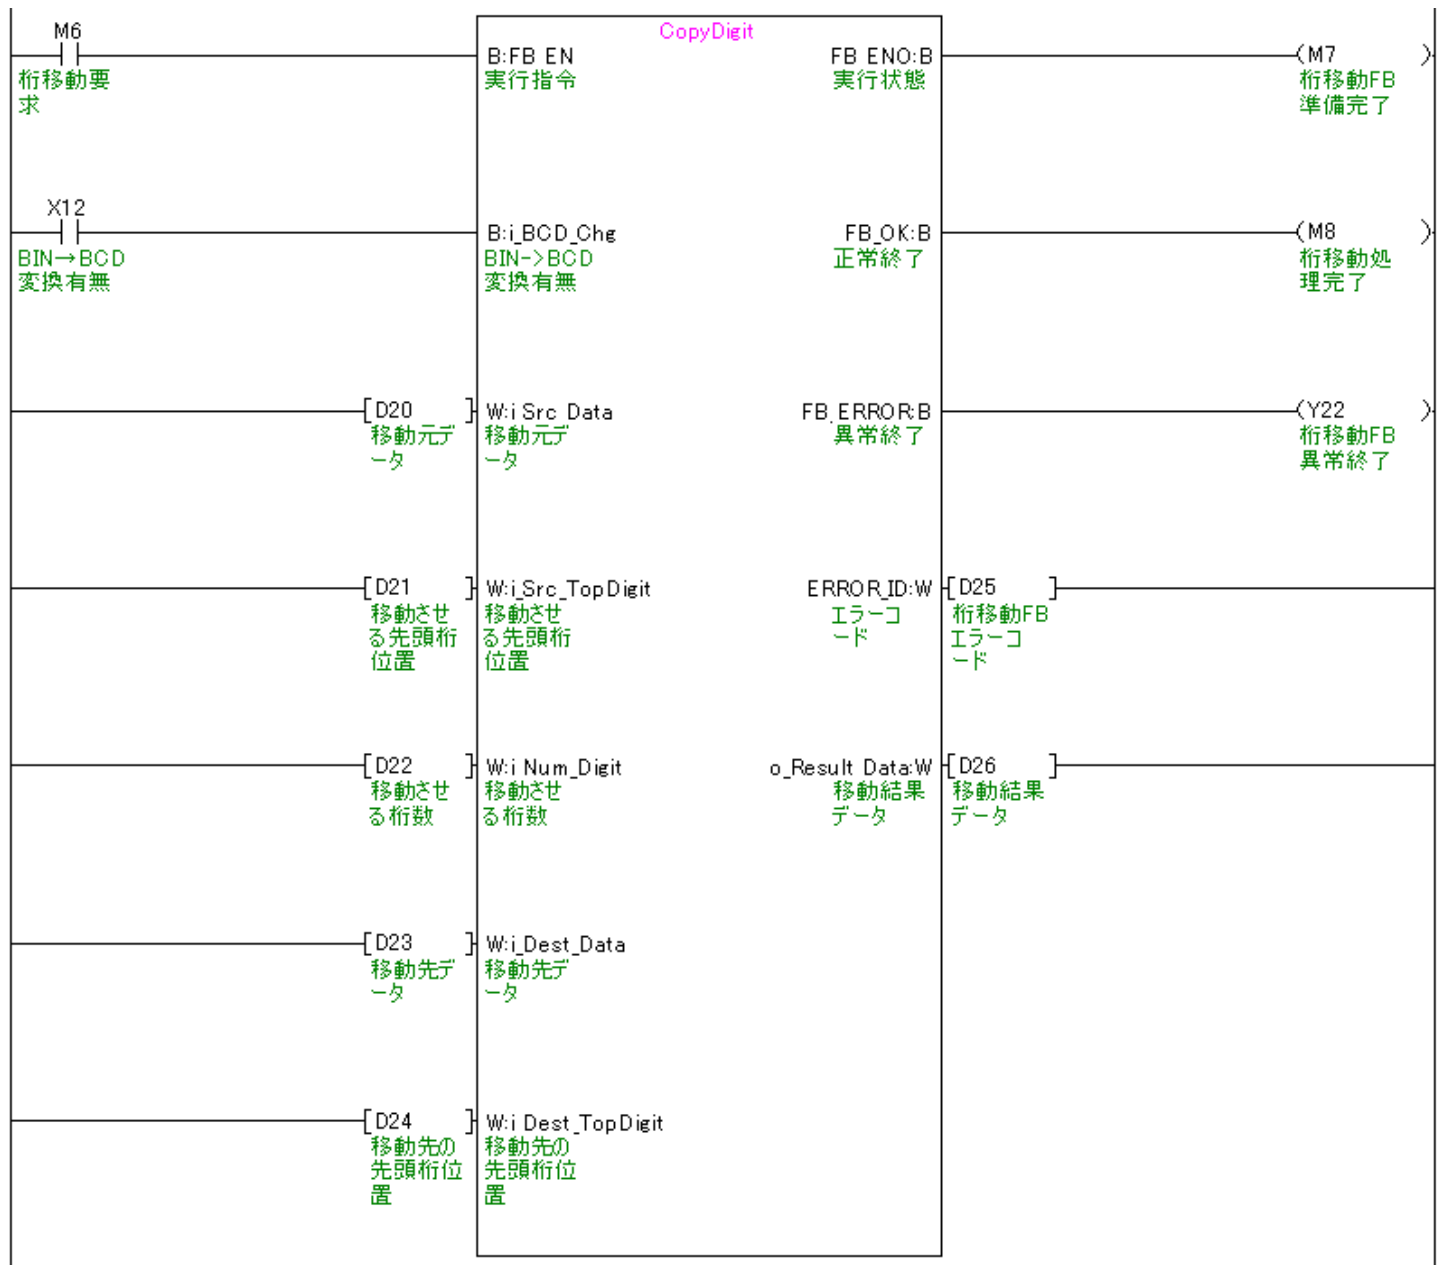 CopyDigit
M6
B:FB_EN
FB_ENO:B
(M7 )
桁移動要
求
実行指令
実行状態
桁移動FB
準備完了
X12
B:i_BCD_Chg
FB_OK:B
(M8 )
BIN→BCD
変換有無
BIN->BCD
変換有無
正常終了
桁移動処
理完了
[D20 ]
W:i_Src_Data
FB_ERROR:B
(Y22 )
移動元デ
ータ
移動元デ
ータ
異常終了
桁移動FB
異常終了
[D21 ]
W:i_Src_TopDigit
ERROR_ID:W
[D25 ]
移動させ
る先頭桁
位置
移動させ
る先頭桁
位置
エラーコ
ード
桁移動FB
エラーコ
ード
[D22 ]
W:i_Num_Digit
o_Result_Data:W
[D26 ]
移動させ
る桁数
移動させ
る桁数
移動結果
データ
移動結果
データ
[D23 ]
W:i_Dest_Data
移動先デ
ータ
移動先デ
ータ
[D24 ]
W:i_Dest_TopDigit
移動先の
先頭桁位
置
移動先の
先頭桁位
置